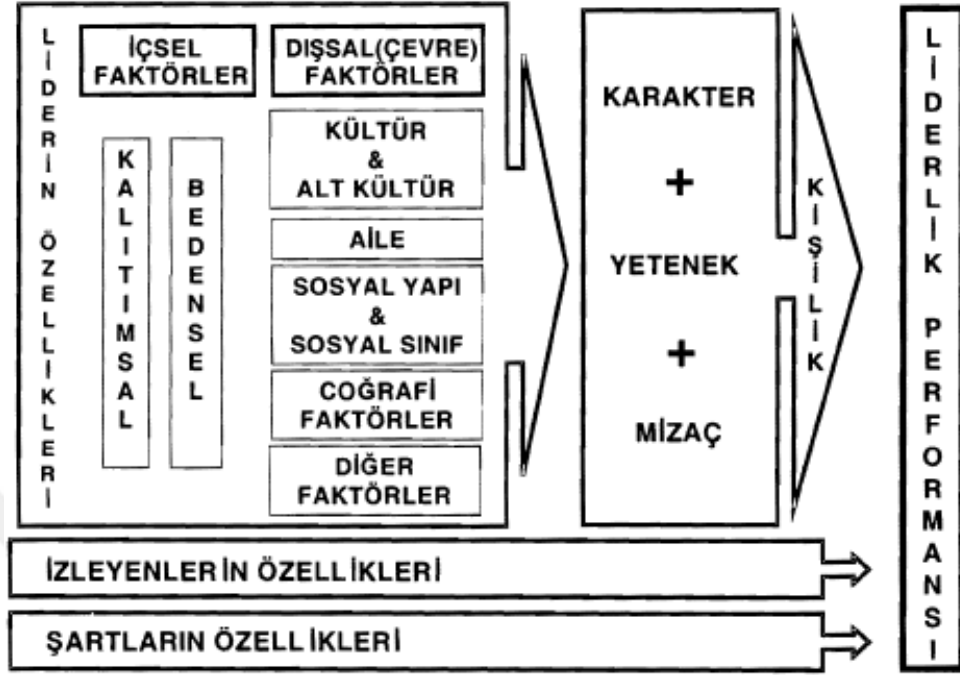 LİDERİN ÖZELLİKLERİ
İÇSEL
FAKTÖRLER
KALITIMSAL
BEDENSEL
DIŞSAL(ÇEVRE)
FAKTÖRLER
KÜLTÜR
&
ALT KÜLTÜR
AİLE
SOSYAL YAPI
&
SOSYAL SINIF
COĞRAFİ
FAKTÖRLER
DİĞER
FAKTÖRLER
KARAKTER
+
YETENEK
+
MİZAÇ
KİŞİLİK
LİDERLİK PERFORMANSI
İZLEYENLERİN ÖZELLİKLERİ
ŞARTLARIN ÖZELLİKLERİ